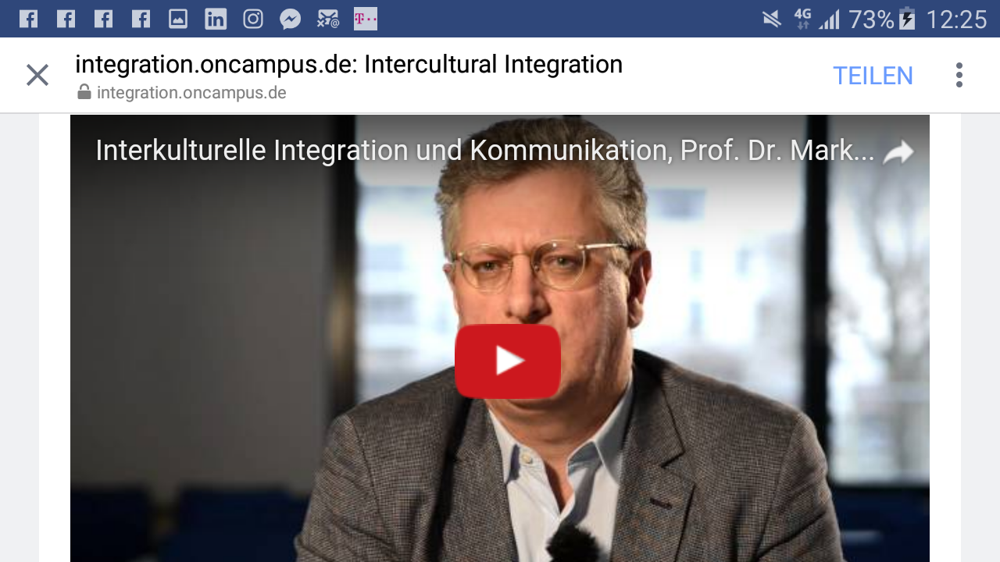 T··
4G 73% 12:25
integration.oncampus.de: Intercultural Integration
TEILEN
integration.oncampus.de
Interkulturelle Integration und Kommunikation, Prof. Dr. Mark...